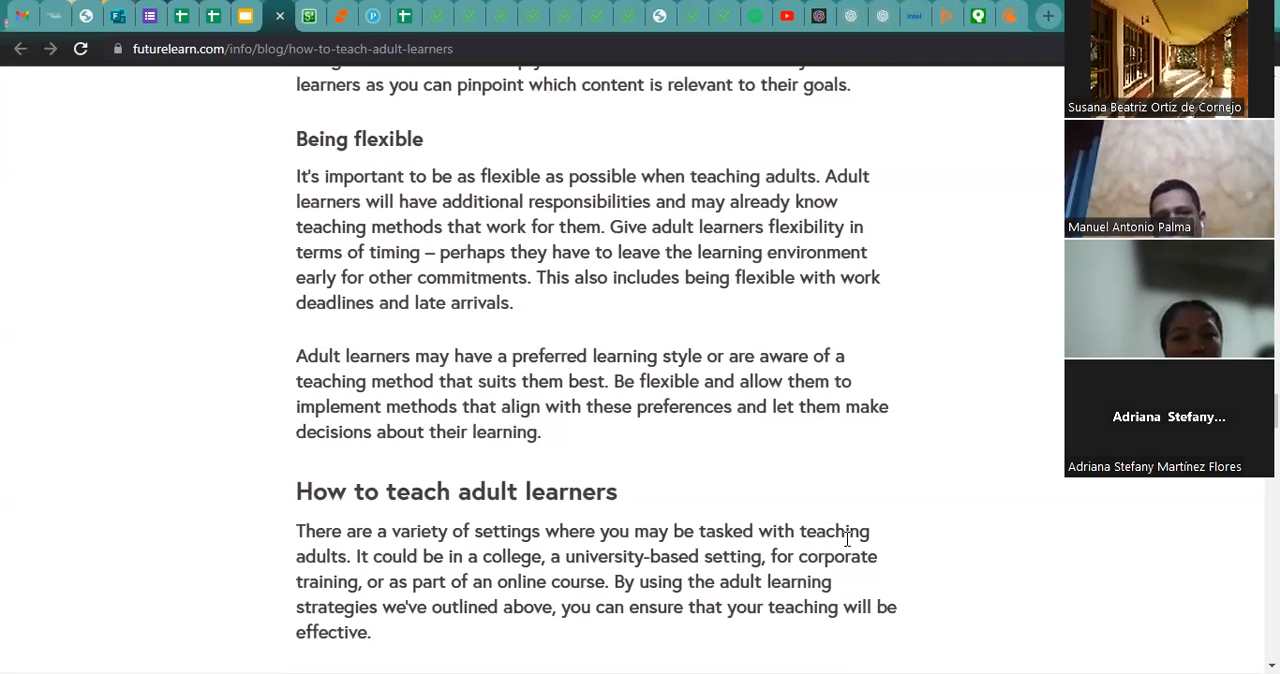 futurelearn.com/info/blog/how-to-teach-adult-learners
learners as you can pinpoint which content is relevant to their goals.
Being flexible
It's important to be as flexible as possible when teaching adults. Adult
learners will have additional responsibilities and may already know
teaching methods that work for them. Give adult learners flexibility in
terms of timing – perhaps they have to leave the learning environment
early for other commitments. This also includes being flexible with work
deadlines and late arrivals.
Adult learners may have a preferred learning style or are aware of a
teaching method that suits them best. Be flexible and allow them to
implement methods that align with these preferences and let them make
decisions about their learning.
How to teach adult learners
There are a variety of settings where you may be tasked with teaching
adults. It could be in a college, a university-based setting, for corporate
training, or as part of an online course. By using the adult learning
strategies we've outlined above, you can ensure that your teaching will be
effective.
Susana Beatriz Ortiz de Cornejo
Manuel Antonio Palma
Adriana Stefany...
Adriana Stefany Martínez Flores